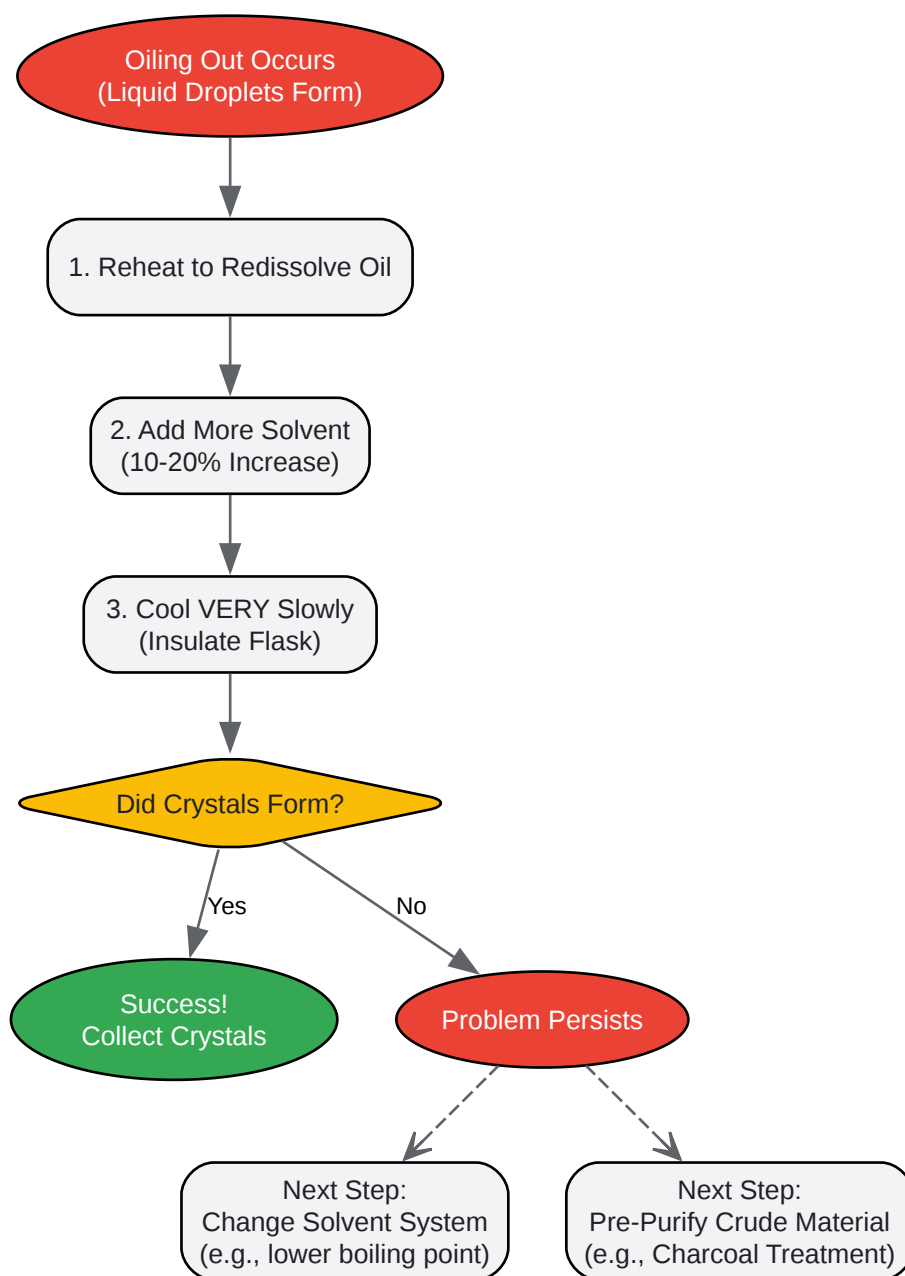 Oiling Out Occurs
(Liquid Droplets Form)
1. Reheat to Redissolve Oil
2. Add More Solvent
(10-20% Increase)
3. Cool VERY Slowly
(Insulate Flask)
Did Crystals Form?
Yes
No
Success!
Collect Crystals
Problem Persists
Next Step:
Change Solvent System
(e.g., lower boiling point)
Next Step:
Pre-Purify Crude Material
(e.g., Charcoal Treatment)